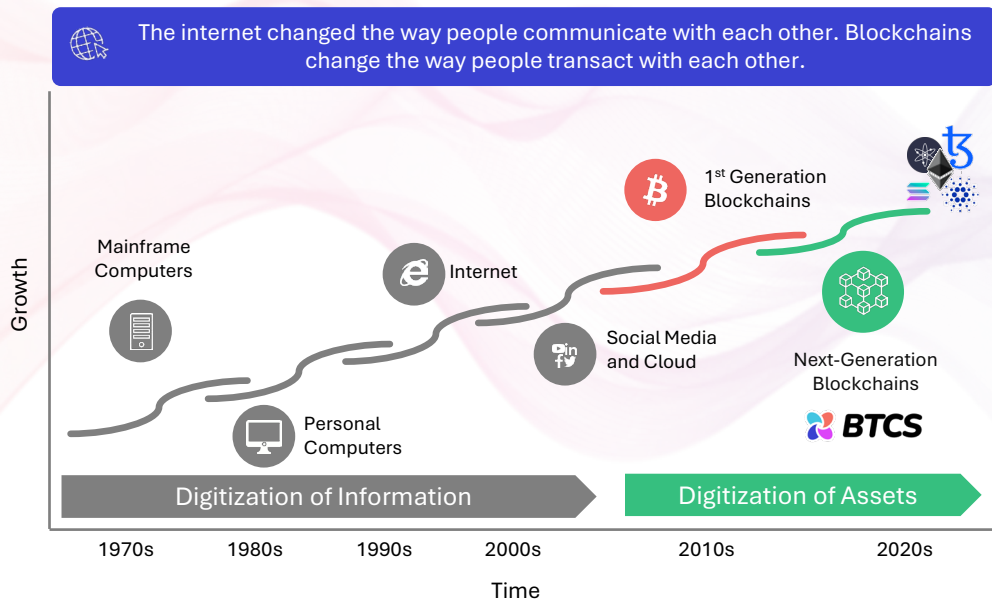 The internet changed the way people communicate with each other. Blockchains
change the way people transact with each other.
Growth
Mainframe
Computers
Personal
Computers
Internet
Social Media
and Cloud
1st Generation
Blockchains
Next-Generation
Blockchains
BTCS
Digitization of Information
Digitization of Assets
1970s
1980s
1990s
2000s
2010s
2020s
Time